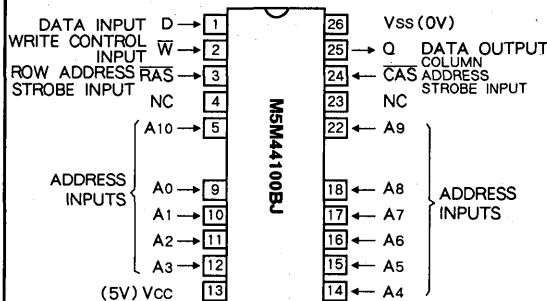 DATA INPUT D 1
WRITE CONTROL INPUT W̅ 2
ROW ADDRESS STROBE INPUT R̅A̅S̅ 3
NC 4
A10 5
ADDRESS INPUTS
A0 9
A1 10
A2 11
A3 12
(5V) Vcc 13
M5M44100BJ
26 Vss (0V)
25 Q DATA OUTPUT
24 C̅A̅S̅ COLUMN ADDRESS STROBE INPUT
23 NC
22 A9
18 A8
17 A7
16 A6
15 A5
14 A4
ADDRESS INPUTS